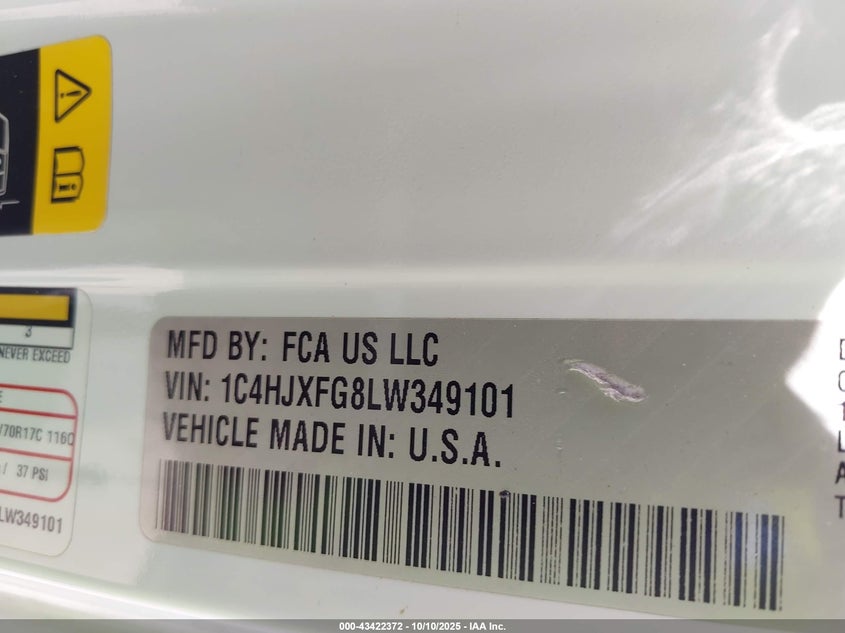 3
NEVER EXCEED
E
/70R17C 116Q
/ 37 PSI
LW349101
MFD BY: FCA US LLC
VIN: 1C4HJXFG8LW349101
VEHICLE MADE IN: U.S.A.
000-43422372 - 10/10/2025 - IAA Inc.